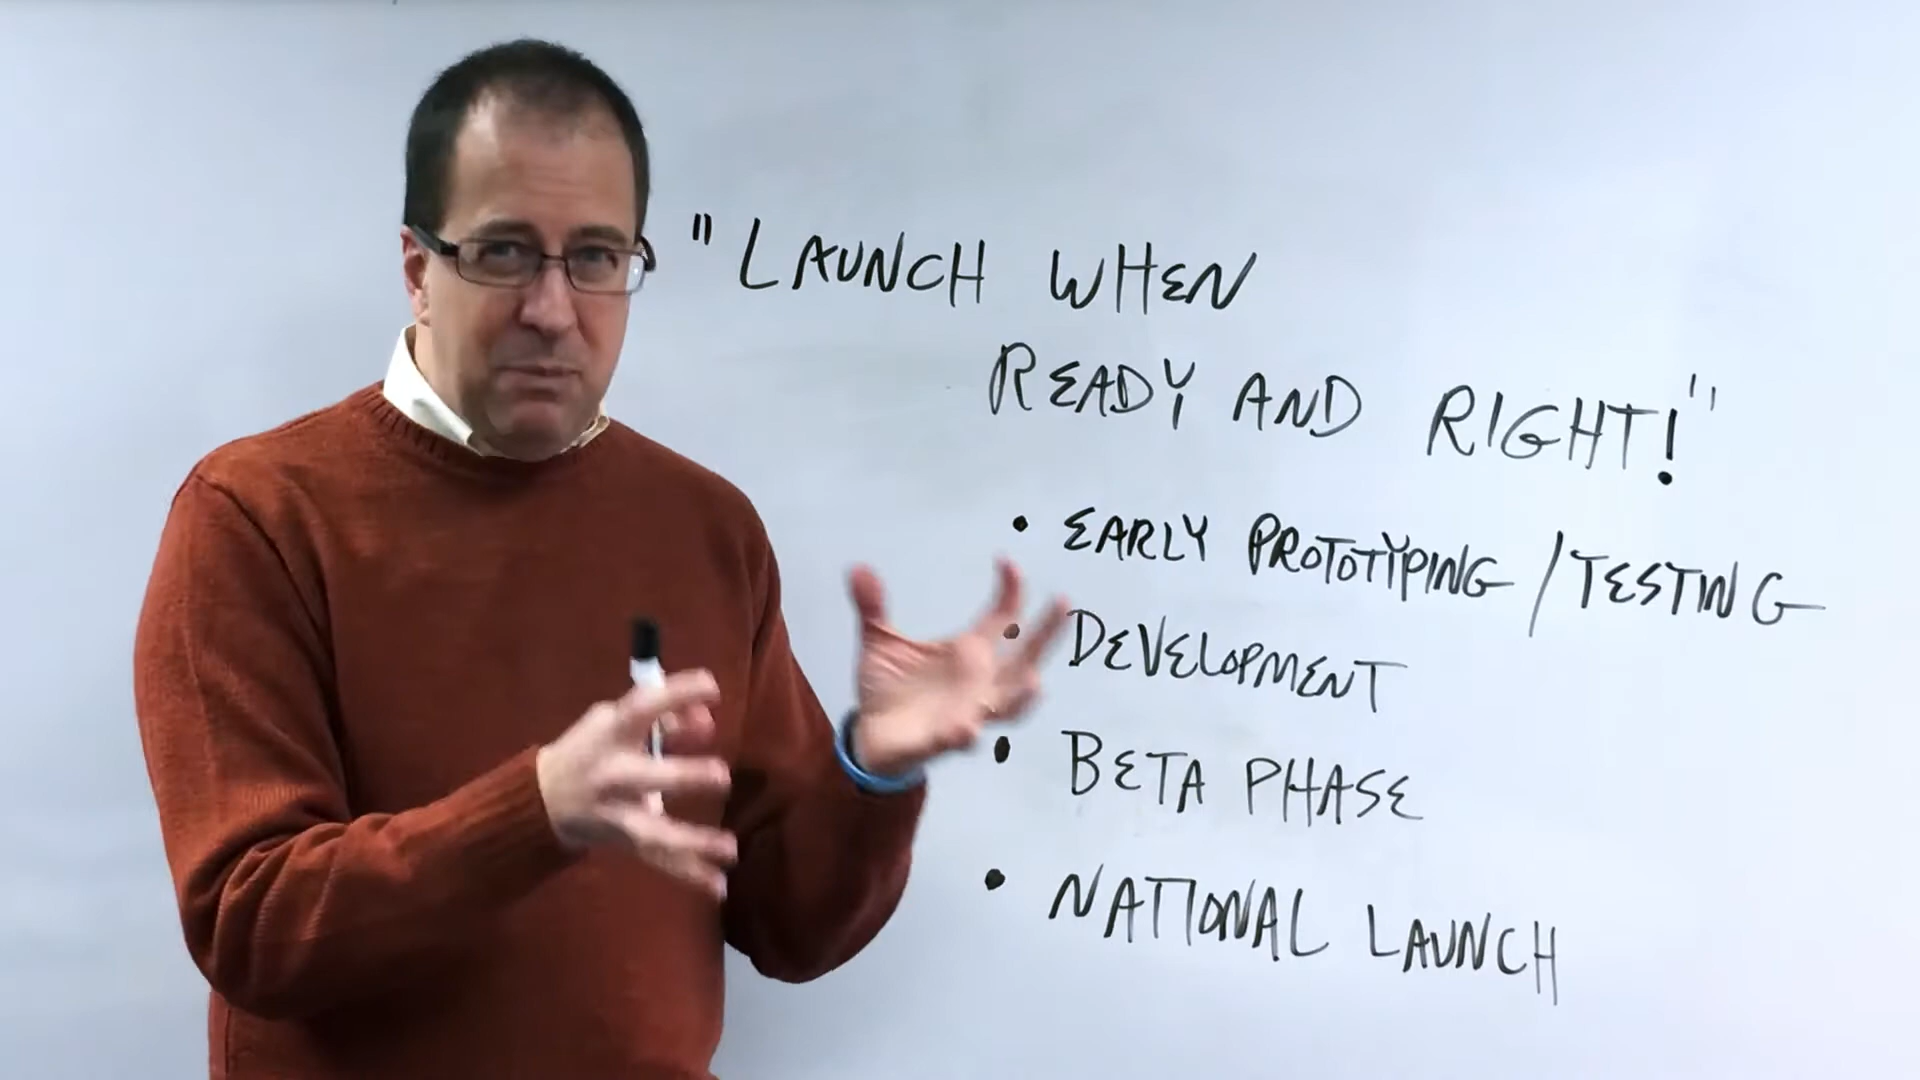 "LAUNCH WHEN
READY AND RIGHT!"
• EARLY PROTOTYPING / TESTING
• DEVELOPMENT
• BETA PHASE
• NATIONAL LAUNCH